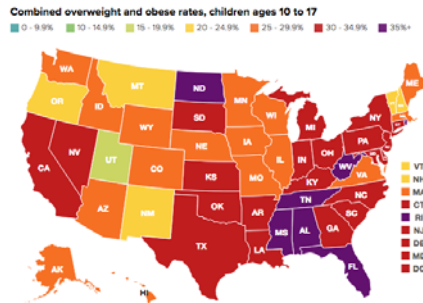 Combined overweight and obese rates, children ages 10 to 17
0 - 9.9% 10 - 14.9% 15 - 19.9% 20 - 24.9% 25 - 29.9% 30 - 34.9% 35%+
WA
MT
ND
MN
ME
OR
ID
SD
WI
NY
WY
MI
NE
IA
PA
NV
UT
CO
IL
IN
OH
WV
VA
CA
KS
MO
KY
TN
NC
AZ
NM
OK
AR
SC
MS
AL
GA
TX
LA
FL
AK
HI
VT
NH
MA
CT
RI
NJ
DE
MD
DC